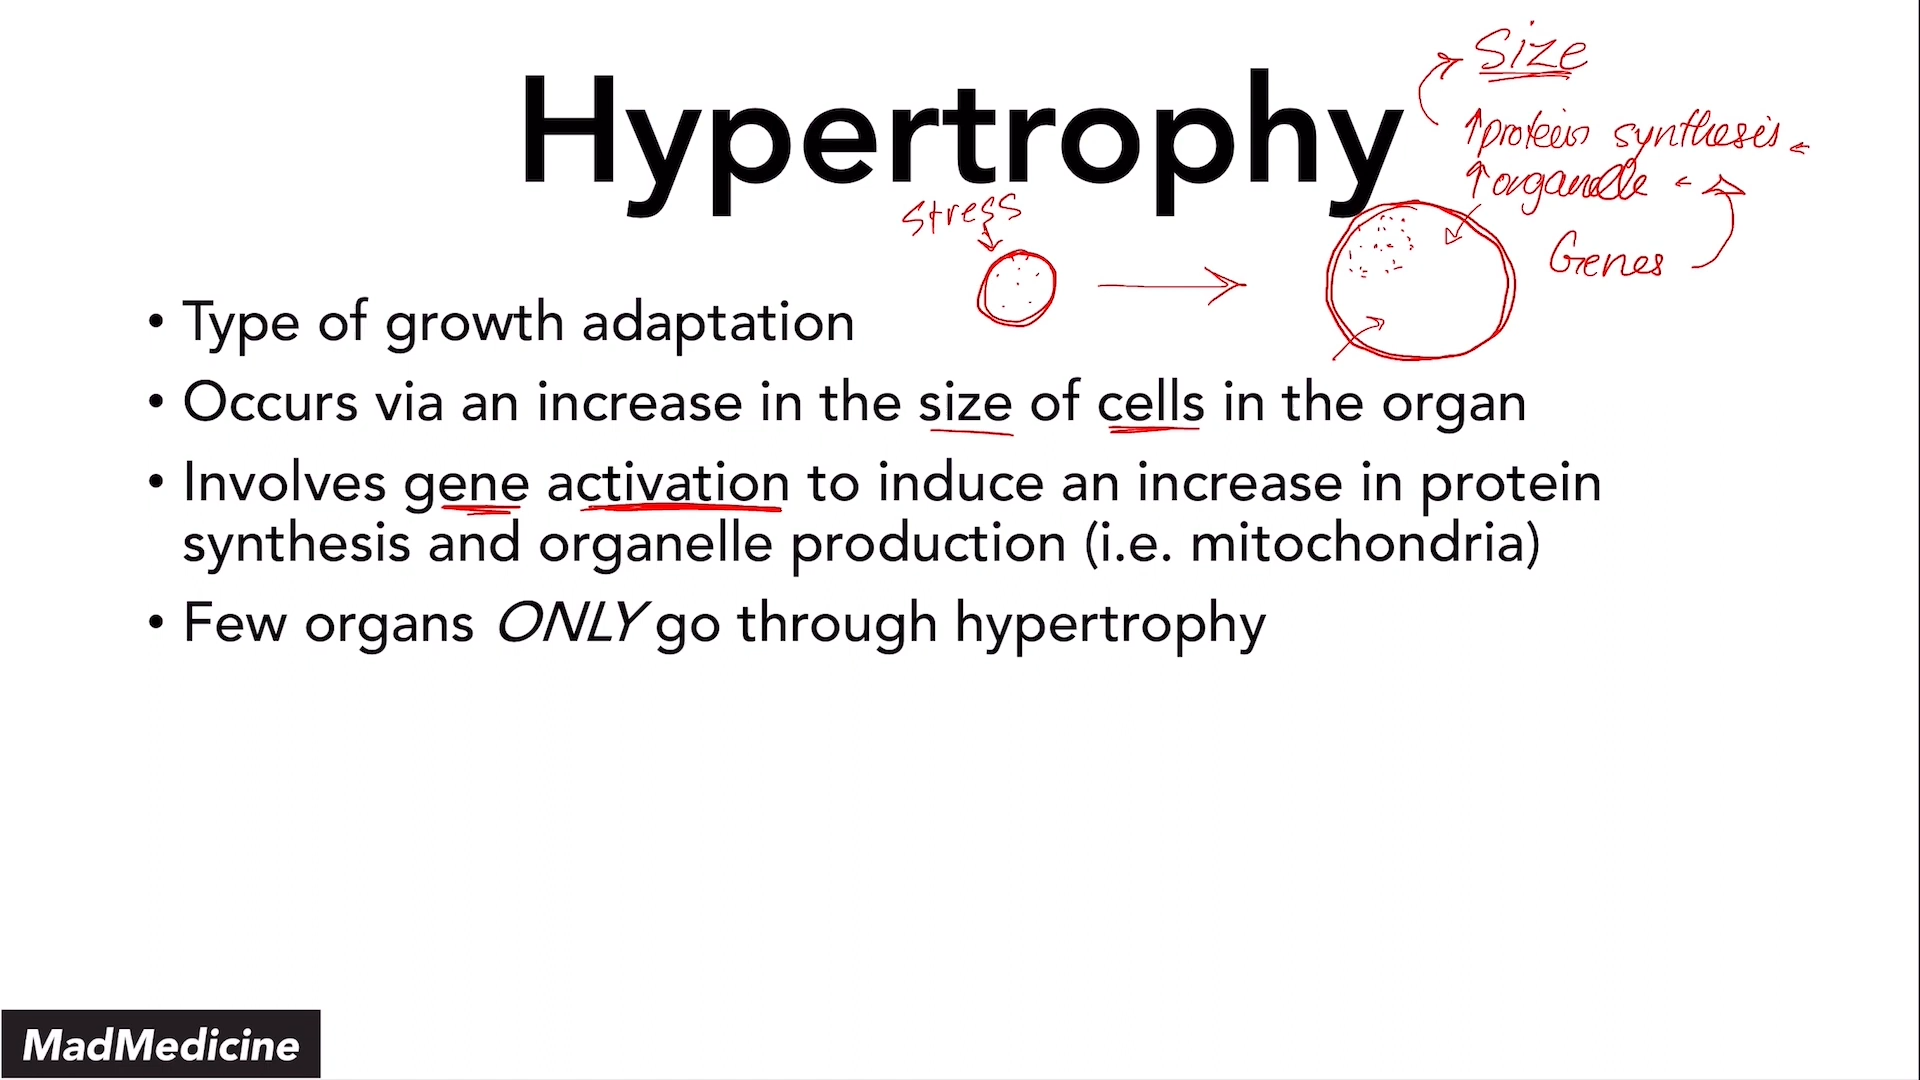 Size
Hypertrophy
↑protein synthesis
↑organelle
Stress
Genes
• Type of growth adaptation
• Occurs via an increase in the size of cells in the organ
• Involves gene activation to induce an increase in protein
synthesis and organelle production (i.e. mitochondria)
• Few organs ONLY go through hypertrophy
MadMedicine